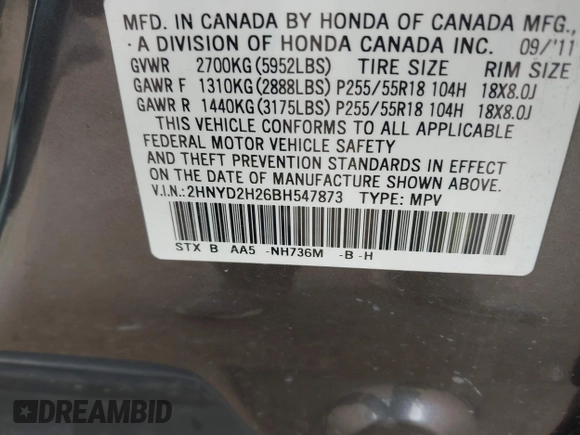 MFD. IN CANADA BY HONDA OF CANADA MFG.,
A DIVISION OF HONDA CANADA INC. 09/'11
GVWR 2700KG(5952LBS) TIRE SIZE RIM SIZE
GAWR F 1310KG(2888LBS) P255/55R18 104H 18X8.0J
GAWR R 1440KG(3175LBS) P255/55R18 104H 18X8.0J
THIS VEHICLE CONFORMS TO ALL APPLICABLE
FEDERAL MOTOR VEHICLE SAFETY
AND THEFT PREVENTION STANDARDS IN EFFECT
ON THE DATE OF MANUFACTURE SHOWN ABOVE.
V.I.N.: 2HNYD2H26BH547873 TYPE: MPV
STX B AA5 -NH736M -B -H
DREAMBID